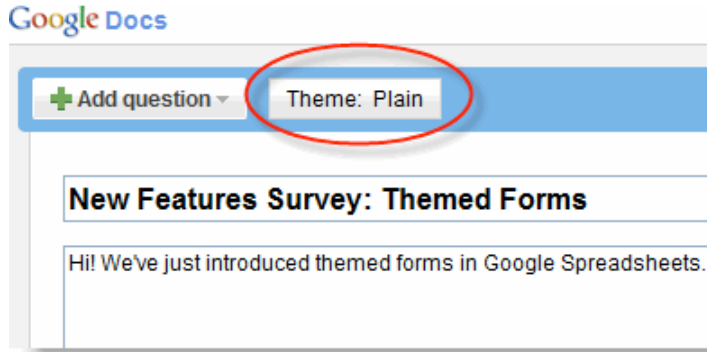 Google Docs
Add question
Theme: Plain
New Features Survey: Themed Forms
Hi! We've just introduced themed forms in Google Spreadsheets.